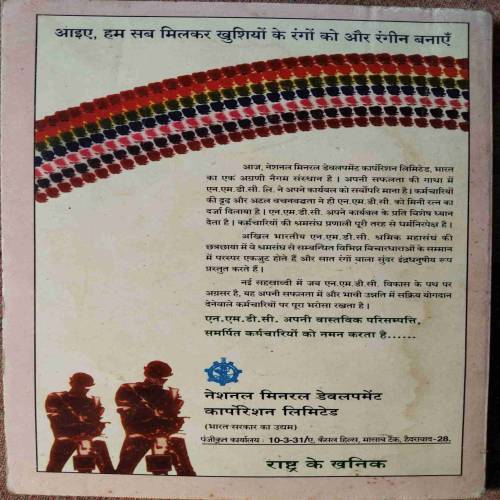 आइए, हम सब मिलकर खुशियों के रंगों को और रंगीन बनाएँ
आज, नेशनल मिनरल डेवलपमेंट कार्पोरेशन लिमिटेड, भारत
का एक अग्रणी नैगम संस्थान है । अपनी सफलता की गाथा में
एन.एम.डी.सी. लि. ने अपने कार्यबल को सर्वोपरि माना है। कर्मचारियों
की दृढ और अटल वचनबद्धता ने ही एन.एम.डी.सी. को मिनी रत्न का
दर्जा दिलाया है। एन.एम.डी.सी. अपने कार्यबल के प्रति विशेष ध्यान
देता है । कर्मचारियों की श्रमसंघ प्रणाली पूरी तरह से धर्मनिरपेक्ष है।
अखिल भारतीय एन.एम.डी.सी. श्रमिक महासंघ की
छत्रछाया में ये श्रमसंघ से सम्बन्धित विभिन्न विचारधाराओं के सम्मान
में परस्पर एकजुट होते हैं और सात रंगों वाला सुंदर इंद्रधनुषीय रूप
प्रस्तुत करते हैं।
नई सहस्राब्दी में जब एन.एम.डी.सी. विकास के पथ पर
अग्रसर है, यह अपनी सफलता में और भावी उन्नति में सक्रिय योगदान
देनेवाले कर्मचारियों पर पूरा भरोसा रखता है।
एन.एम.डी.सी. अपनी वास्तविक परिसम्पत्ति,
समर्पित कर्मचारियों को नमन करता है......
नेशनल मिनरल डेवलपमेंट
कार्पोरेशन लिमिटेड
(भारत सरकार का उद्यम)
पंजीकृत कार्यालय : 10-3-31/ए, कैसल हिल्स, मासाब टैंक, हैदराबाद-28.
राष्ट्र के खनिक